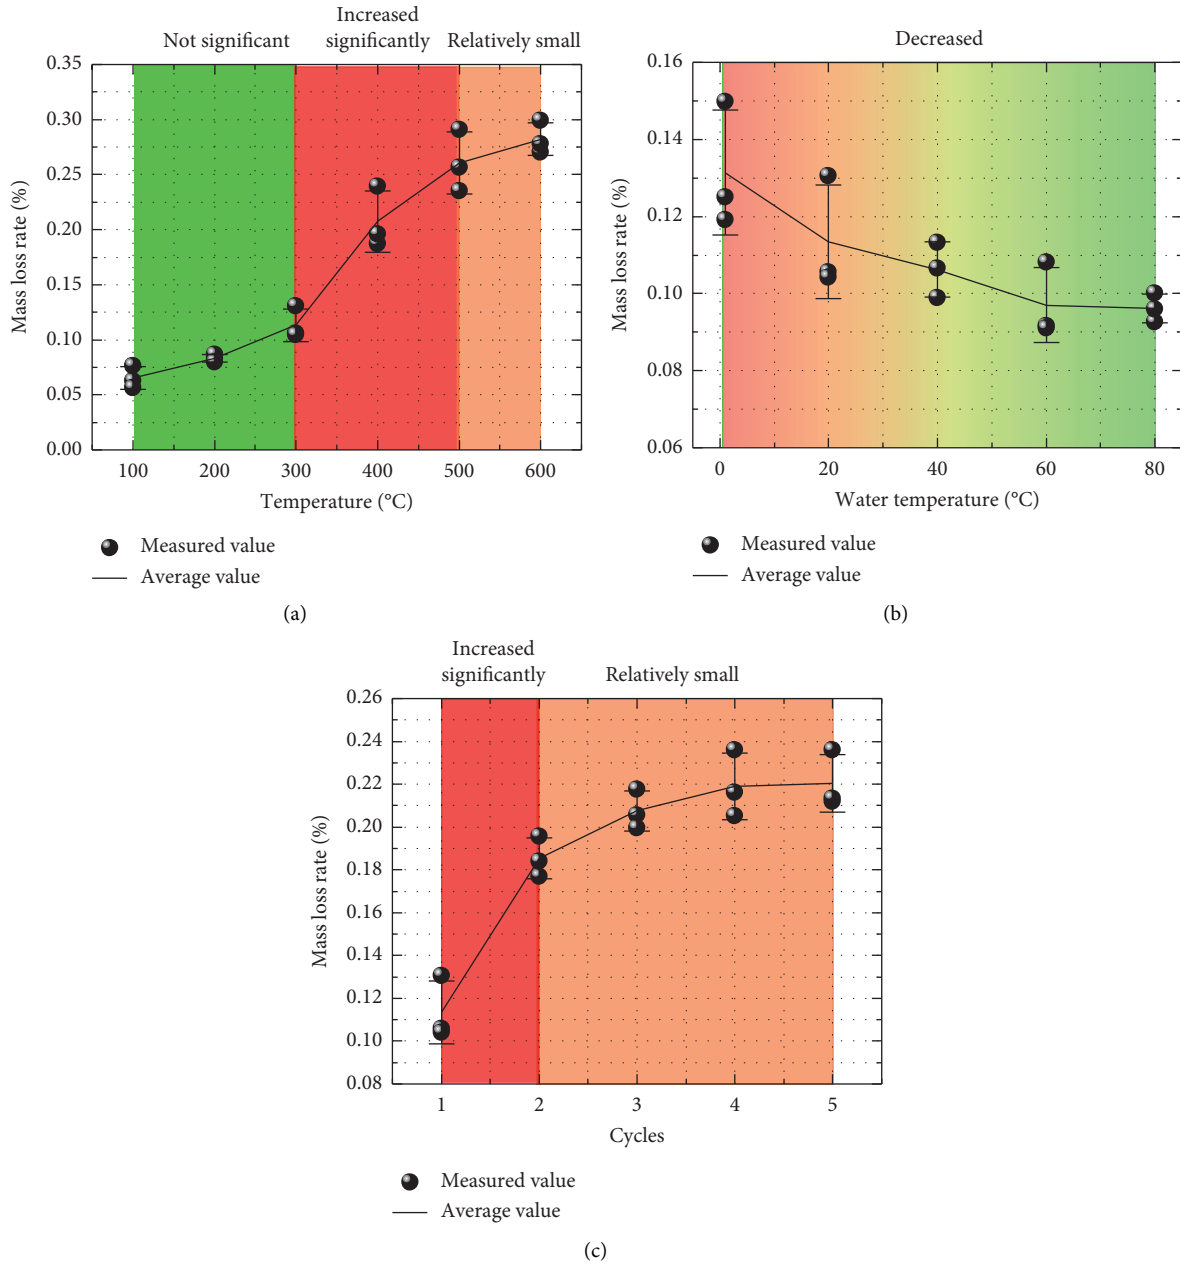 Not significant
Increased
significantly
Relatively small
0.35
0.30
0.25
0.20
0.15
0.10
0.05
0.00
Mass loss rate (%)
100 200 300 400 500 600
Temperature (°C)
Measured value
Average value
(a)
Decreased
0.16
0.14
0.12
0.10
0.08
0.06
Mass loss rate (%)
0 20 40 60 80
Water temperature (°C)
Measured value
Average value
(b)
Increased
significantly
Relatively small
0.26
0.24
0.22
0.20
0.18
0.16
0.14
0.12
0.10
0.08
Mass loss rate (%)
1 2 3 4 5
Cycles
Measured value
Average value
(c)